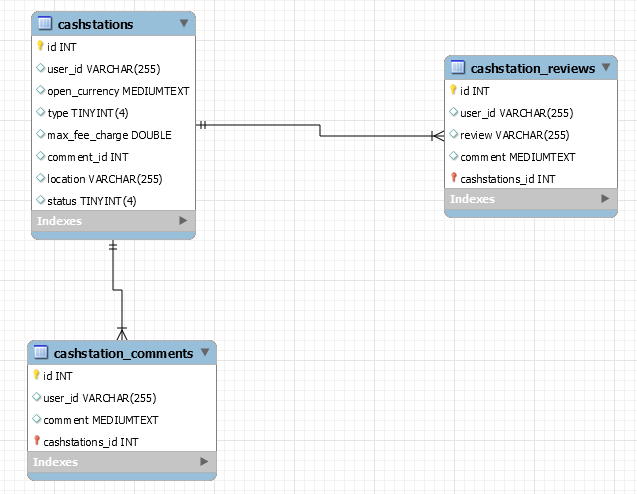 cashstations
id INT
user_id VARCHAR(255)
open_currency MEDIUMTEXT
type TINYINT(4)
max_fee_charge DOUBLE
comment_id INT
location VARCHAR(255)
status TINYINT(4)
Indexes
cashstation_reviews
id INT
user_id VARCHAR(255)
review VARCHAR(255)
comment MEDIUMTEXT
cashstations_id INT
Indexes
cashstation_comments
id INT
user_id VARCHAR(255)
comment MEDIUMTEXT
cashstations_id INT
Indexes